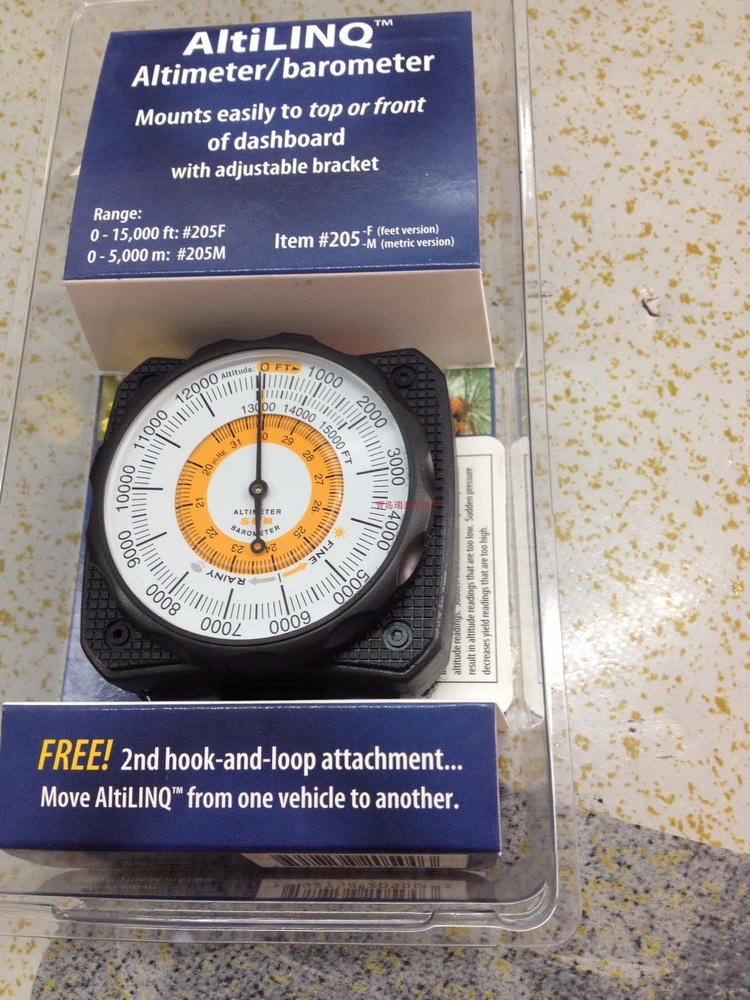 AltiLINQ™
Altimeter/barometer
Mounts easily to top or front
of dashboard
with adjustable bracket
Range:
0 - 15,000 ft: #205F
0 - 5,000 m: #205M
Item #205 -F (feet version)
-M (metric version)
Altitude: 0 FT
1000
2000
3000
4000
5000
6000
7000
8000
9000
10000
11000
12000
13000
14000
15000 FT
31
30
29
28
27
26
25
24
23
22
21
20 in.Hg
ALTIMETER
SUN
BAROMETER
FINE
RAINY
altitude readings.
that are too low. Sudden pressure
result in altitude readings
decreases yield readings that are too high.
FREE! 2nd hook-and-loop attachment...
Move AltiLINQ™ from one vehicle to another.